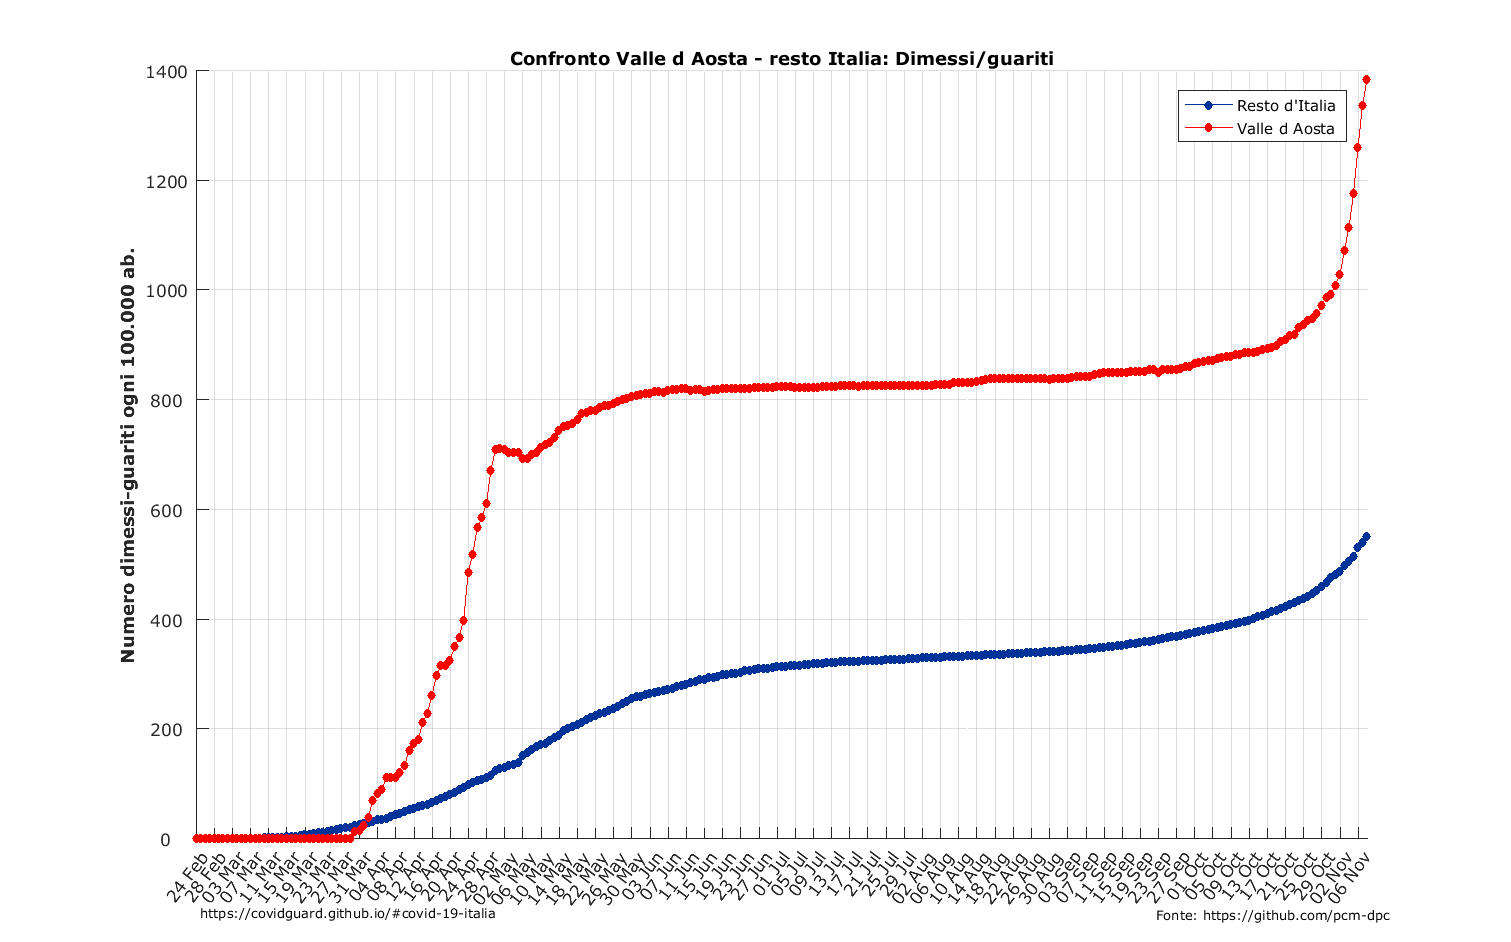 Confronto Valle d Aosta - resto Italia: Dimessi/guariti
Resto d'Italia
Valle d Aosta
Numero dimessi-guariti ogni 100.000 ab.
1400
1200
1000
800
600
400
200
0
24 Feb
28 Feb
03 Mar
07 Mar
11 Mar
15 Mar
19 Mar
23 Mar
27 Mar
31 Mar
04 Apr
08 Apr
12 Apr
16 Apr
20 Apr
24 Apr
28 Apr
02 May
06 May
10 May
14 May
18 May
22 May
26 May
30 May
03 Jun
07 Jun
11 Jun
15 Jun
19 Jun
23 Jun
27 Jun
01 Jul
05 Jul
09 Jul
13 Jul
17 Jul
21 Jul
25 Jul
29 Jul
02 Aug
06 Aug
10 Aug
14 Aug
18 Aug
22 Aug
26 Aug
30 Aug
03 Sep
07 Sep
11 Sep
15 Sep
19 Sep
23 Sep
27 Sep
01 Oct
05 Oct
09 Oct
13 Oct
17 Oct
21 Oct
25 Oct
29 Oct
02 Nov
06 Nov
https://covidguard.github.io/#covid-19-italia
Fonte: https://github.com/pcm-dpc